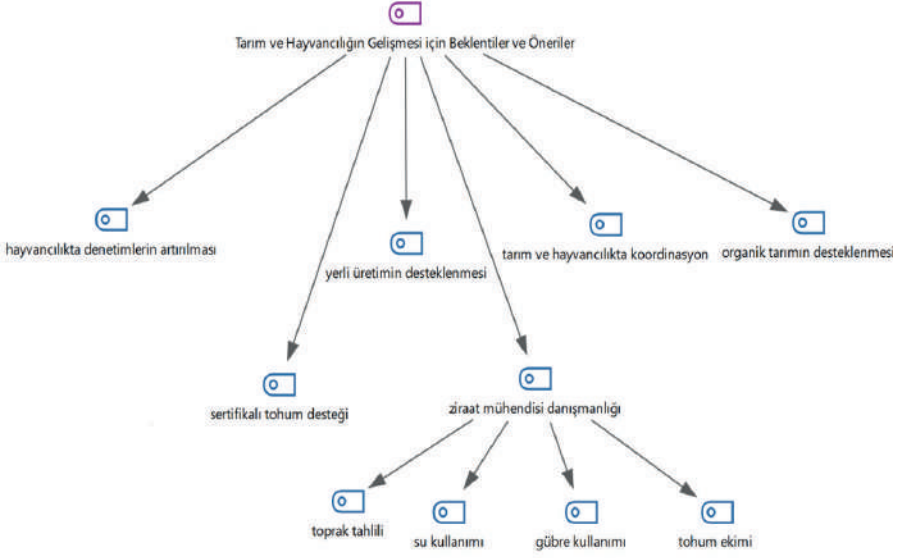 Tarım ve Hayvancılığın Gelişmesi için Beklentiler ve Öneriler
hayvancılıkta denetimlerin artırılması
yerli üretimin desteklenmesi
tarım ve hayvancılıkta koordinasyon
organik tarımın desteklenmesi
sertifikalı tohum desteği
ziraat mühendisi danışmanlığı
toprak tahlili
su kullanımı
gübre kullanımı
tohum ekimi